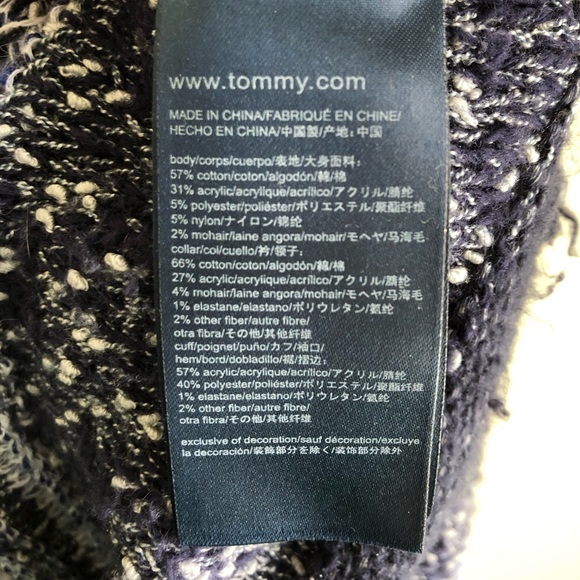 www.tommy.com
MADE IN CHINA/FABRIQUÉ EN CHINE/
HECHO EN CHINA/中国製/产地: 中国
body/corps/cuerpo/表地/大身面料:
57% cotton/coton/algodón/綿/棉
31% acrylic/acrylique/acrílico/アクリル/腈纶
5% polyester/poliéster/ポリエステル/聚酯纤维
5% nylon/ナイロン/锦纶
2% mohair/laine angora/mohair/モヘヤ/马海毛
collar/col/cuello/衿/领子:
66% cotton/coton/algodón/綿/棉
27% acrylic/acrylique/acrílico/アクリル/腈纶
4% mohair/laine angora/mohair/モヘヤ/马海毛
1% elastane/elastano/ポリウレタン/氨纶
2% other fiber/autre fibre/
otra fibra/その他/其他纤维
cuff/poignet/puño/カフ/袖口/
hem/bord/dobladillo/裾/摺边:
57% acrylic/acrylique/acrílico/アクリル/腈纶
40% polyester/poliéster/ポリエステル/聚酯纤维
1% elastane/elastano/ポリウレタン/氨纶
2% other fiber/autre fibre/
otra fibra/その他/其他纤维
exclusive of decoration/sauf décoration/excluye
la decoración/装飾部分を除く/装饰部分除外